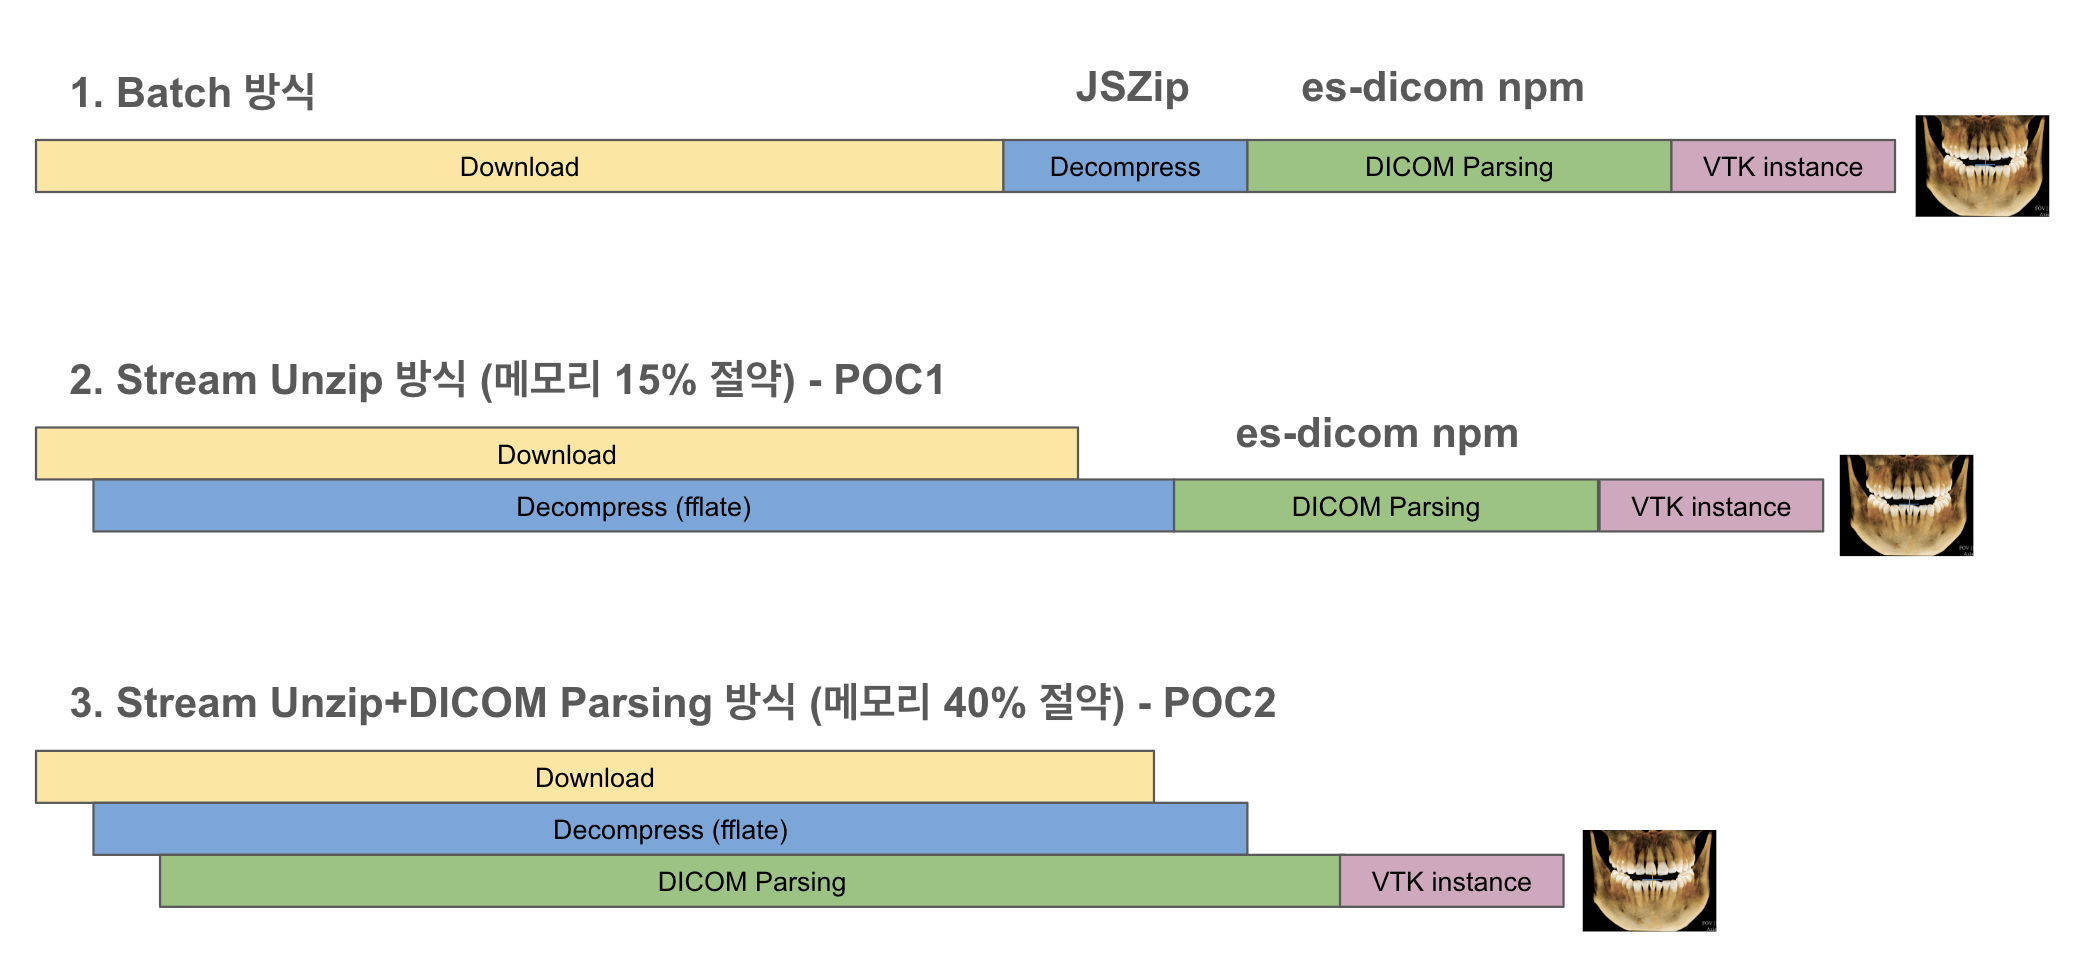 1. Batch 방식
JSZip
es-dicom npm
Download
Decompress
DICOM Parsing
VTK instance
2. Stream Unzip 방식 (메모리 15% 절약) - POC1
es-dicom npm
Download
Decompress (fflate)
DICOM Parsing
VTK instance
3. Stream Unzip+DICOM Parsing 방식 (메모리 40% 절약) - POC2
Download
Decompress (fflate)
DICOM Parsing
VTK instance